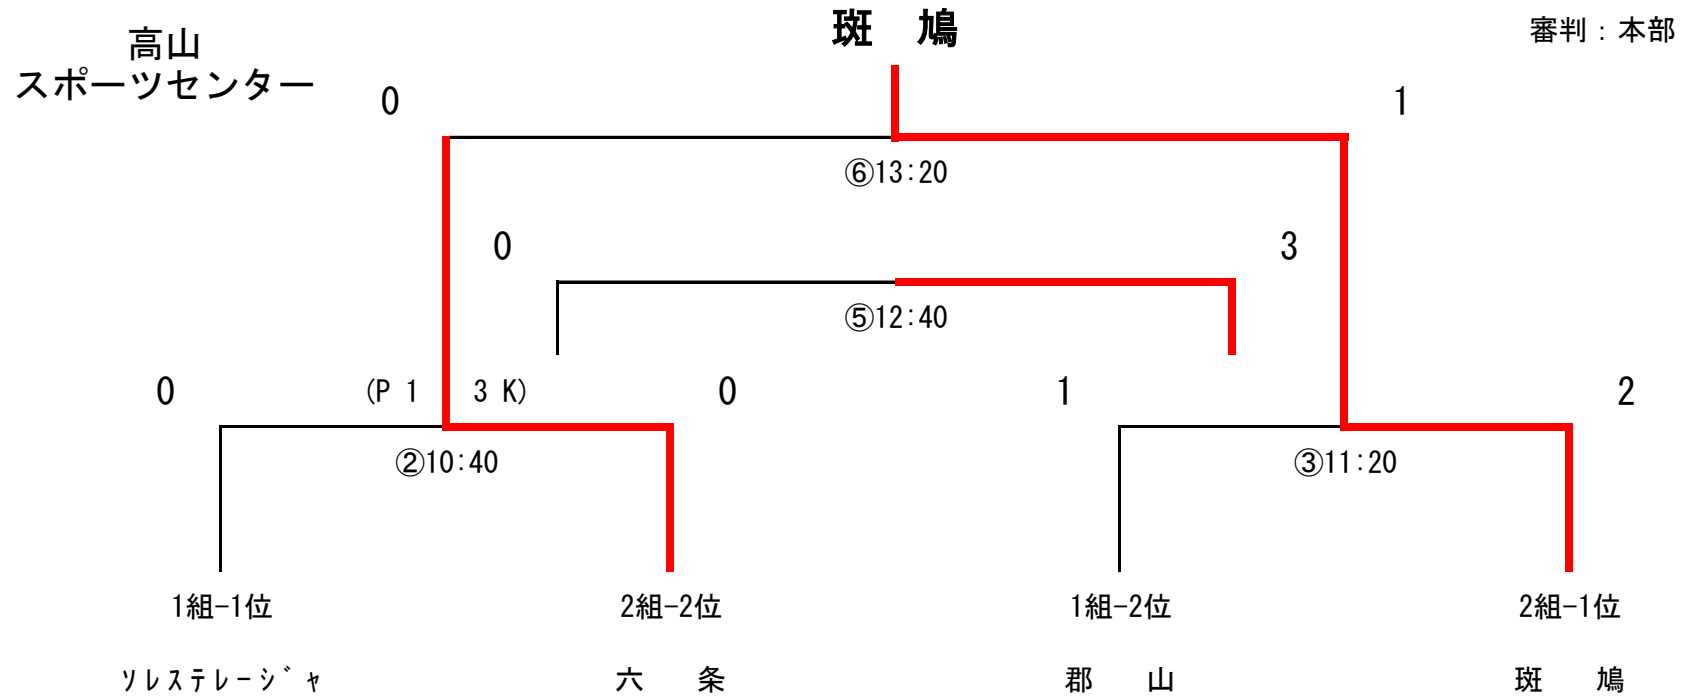 斑　鳩
審判：本部
高山
スポーツセンター
0
1
⑥13:20
0
3
⑤12:40
0
(P 1　3 K)
0
1
2
②10:40
③11:20
1組-1位
2組-2位
1組-2位
2組-1位
ｿﾚｽﾃﾚｰｼﾞｬ
六　条
郡　山
斑　鳩